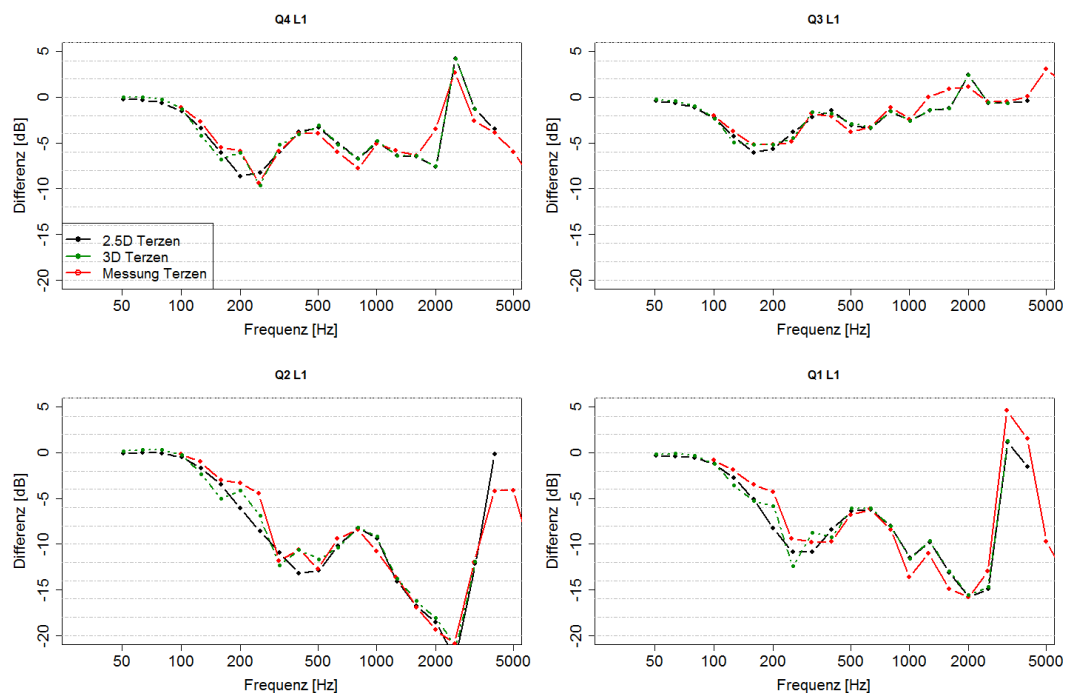 Q4 L1
Differenz [dB]
5
0
-5
-10
-15
-20
2.5D Terzen
3D Terzen
Messung Terzen
50 100 200 500 1000 2000 5000
Frequenz [Hz]
Q3 L1
Differenz [dB]
5
0
-5
-10
-15
-20
50 100 200 500 1000 2000 5000
Frequenz [Hz]
Q2 L1
Differenz [dB]
5
0
-5
-10
-15
-20
50 100 200 500 1000 2000 5000
Frequenz [Hz]
Q1 L1
Differenz [dB]
5
0
-5
-10
-15
-20
50 100 200 500 1000 2000 5000
Frequenz [Hz]